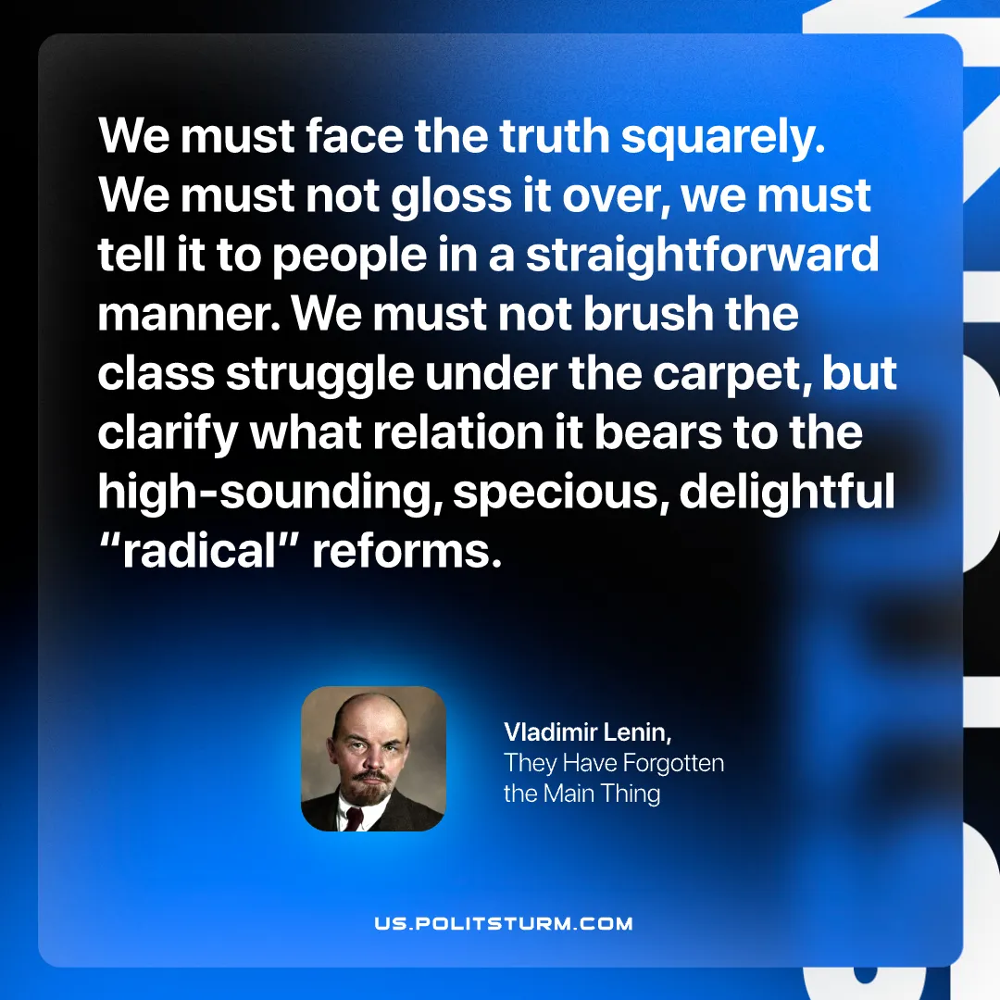 We must face the truth squarely.
We must not gloss it over, we must
tell it to people in a straightforward
manner. We must not brush the
class struggle under the carpet, but
clarify what relation it bears to the
high-sounding, specious, delightful
“radical” reforms.
Vladimir Lenin,
They Have Forgotten
the Main Thing
US.POLITSTURM.COM